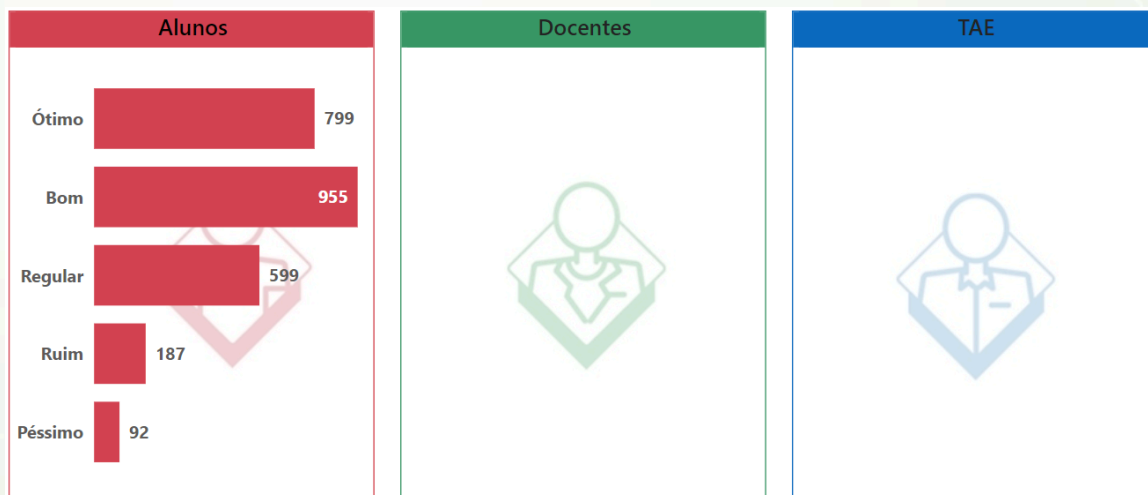 Alunos
Docentes
TAE
Ótimo 799
Bom 955
Regular 599
Ruim 187
Péssimo 92